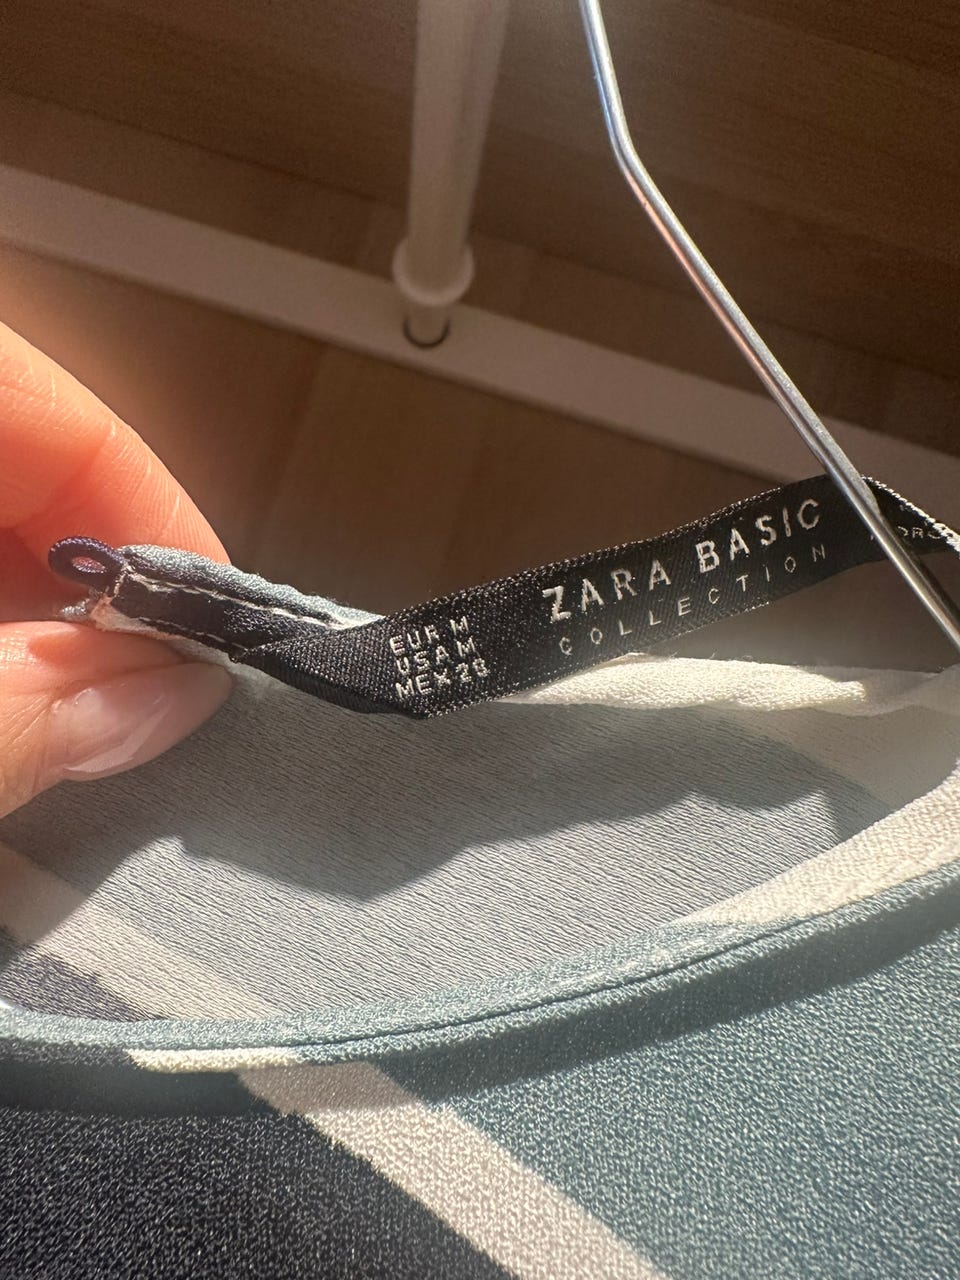 EUR M
USA M
MEX 28
ZARA BASIC
COLLECTION